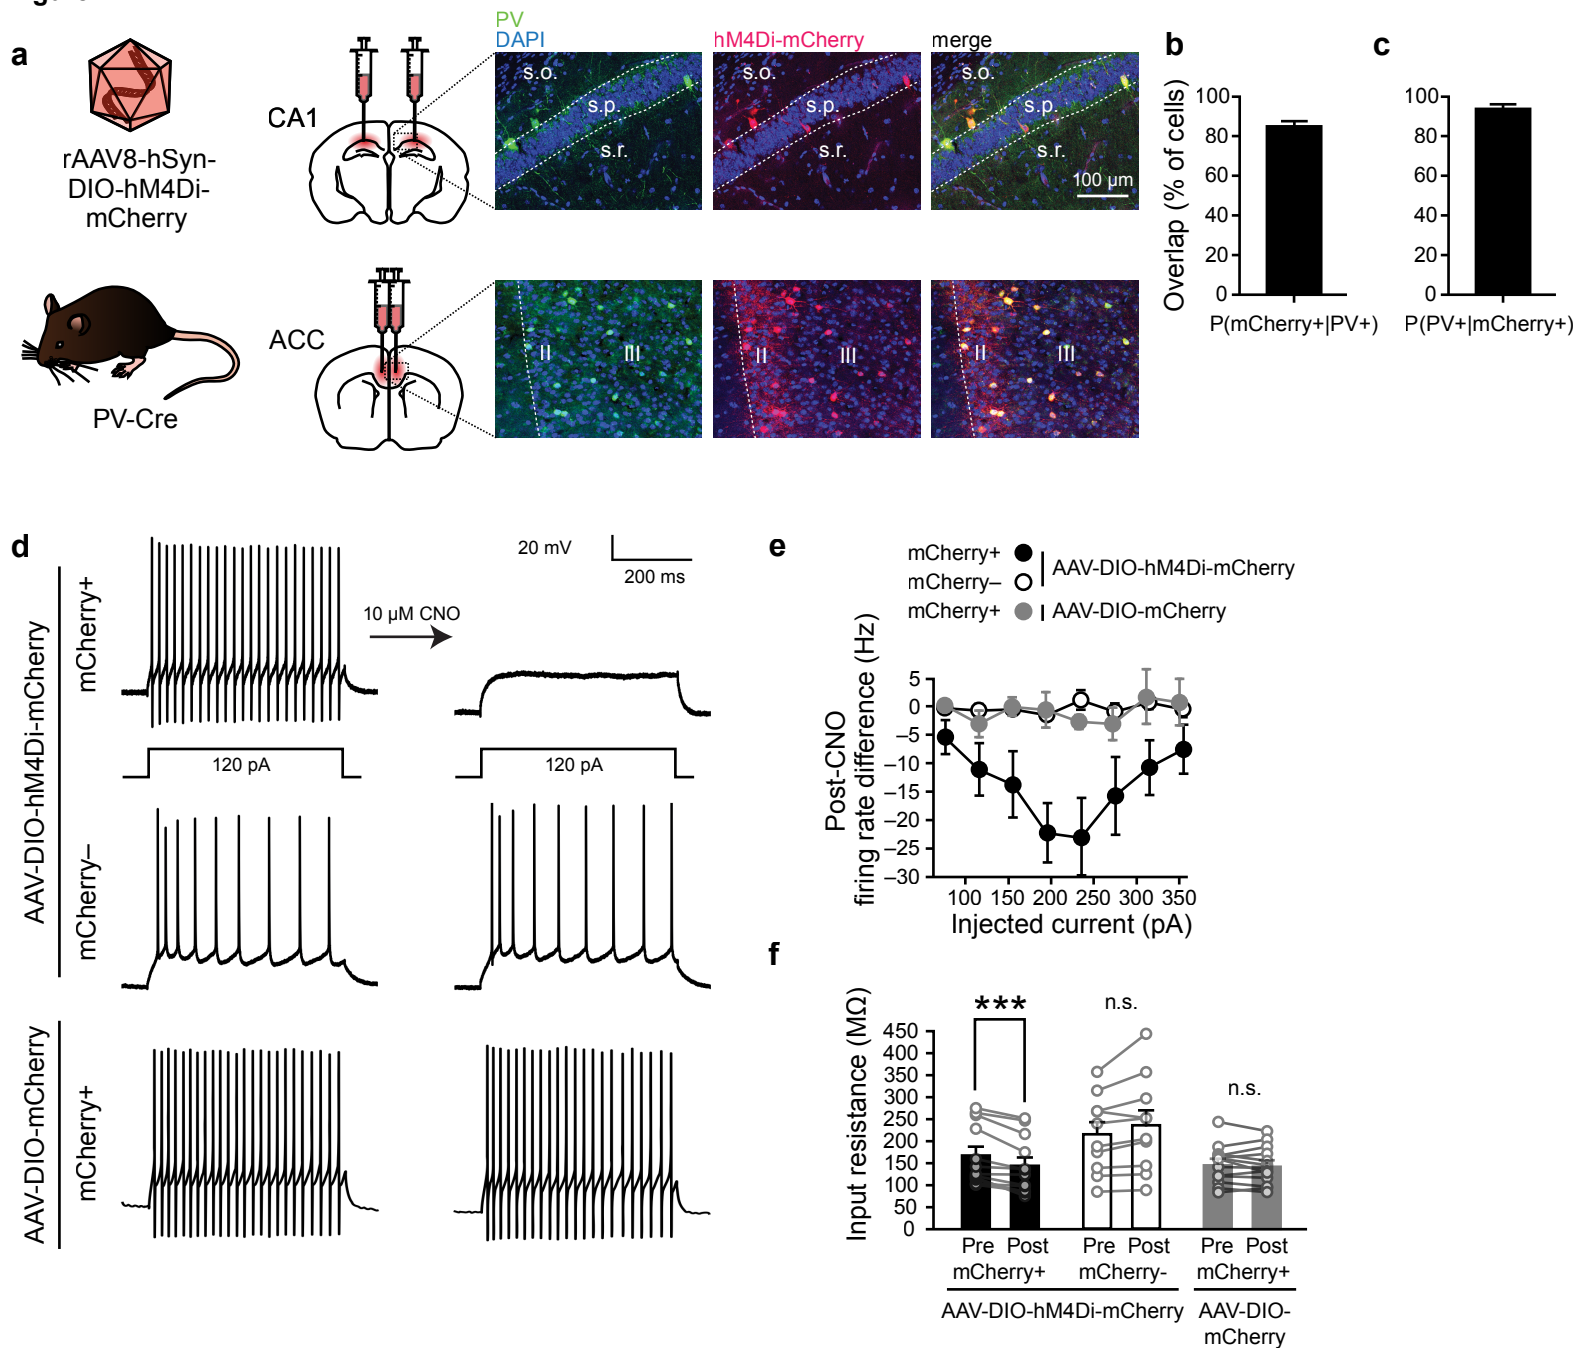 a
rAAV8-hSyn-
DIO-hM4Di-
mCherry
PV-Cre
CA1
ACC
PV
DAPI
hM4Di-mCherry
merge
s.o.
s.p.
s.r.
s.o.
s.p.
s.r.
s.o.
s.p.
s.r.
100 µm
II
III
II
III
II
III
b
Overlap (% of cells)
100
80
60
40
20
0
P(mCherry+|PV+)
c
100
80
60
40
20
0
P(PV+|mCherry+)
d
AAV-DIO-hM4Di-mCherry
mCherry+
10 µM CNO
20 mV
200 ms
120 pA
120 pA
mCherry–
AAV-DIO-mCherry
mCherry+
e
mCherry+
mCherry–
AAV-DIO-hM4Di-mCherry
mCherry+
AAV-DIO-mCherry
Post-CNO
firing rate difference (Hz)
5
0
–5
–10
–15
–20
–25
–30
100 150 200 250 300 350
Injected current (pA)
f
Input resistance (MΩ)
450
400
350
300
250
200
150
100
50
0
***
n.s.
n.s.
Pre Post Pre Post Pre Post
mCherry+ mCherry- mCherry+
AAV-DIO-hM4Di-mCherry
AAV-DIO-
mCherry